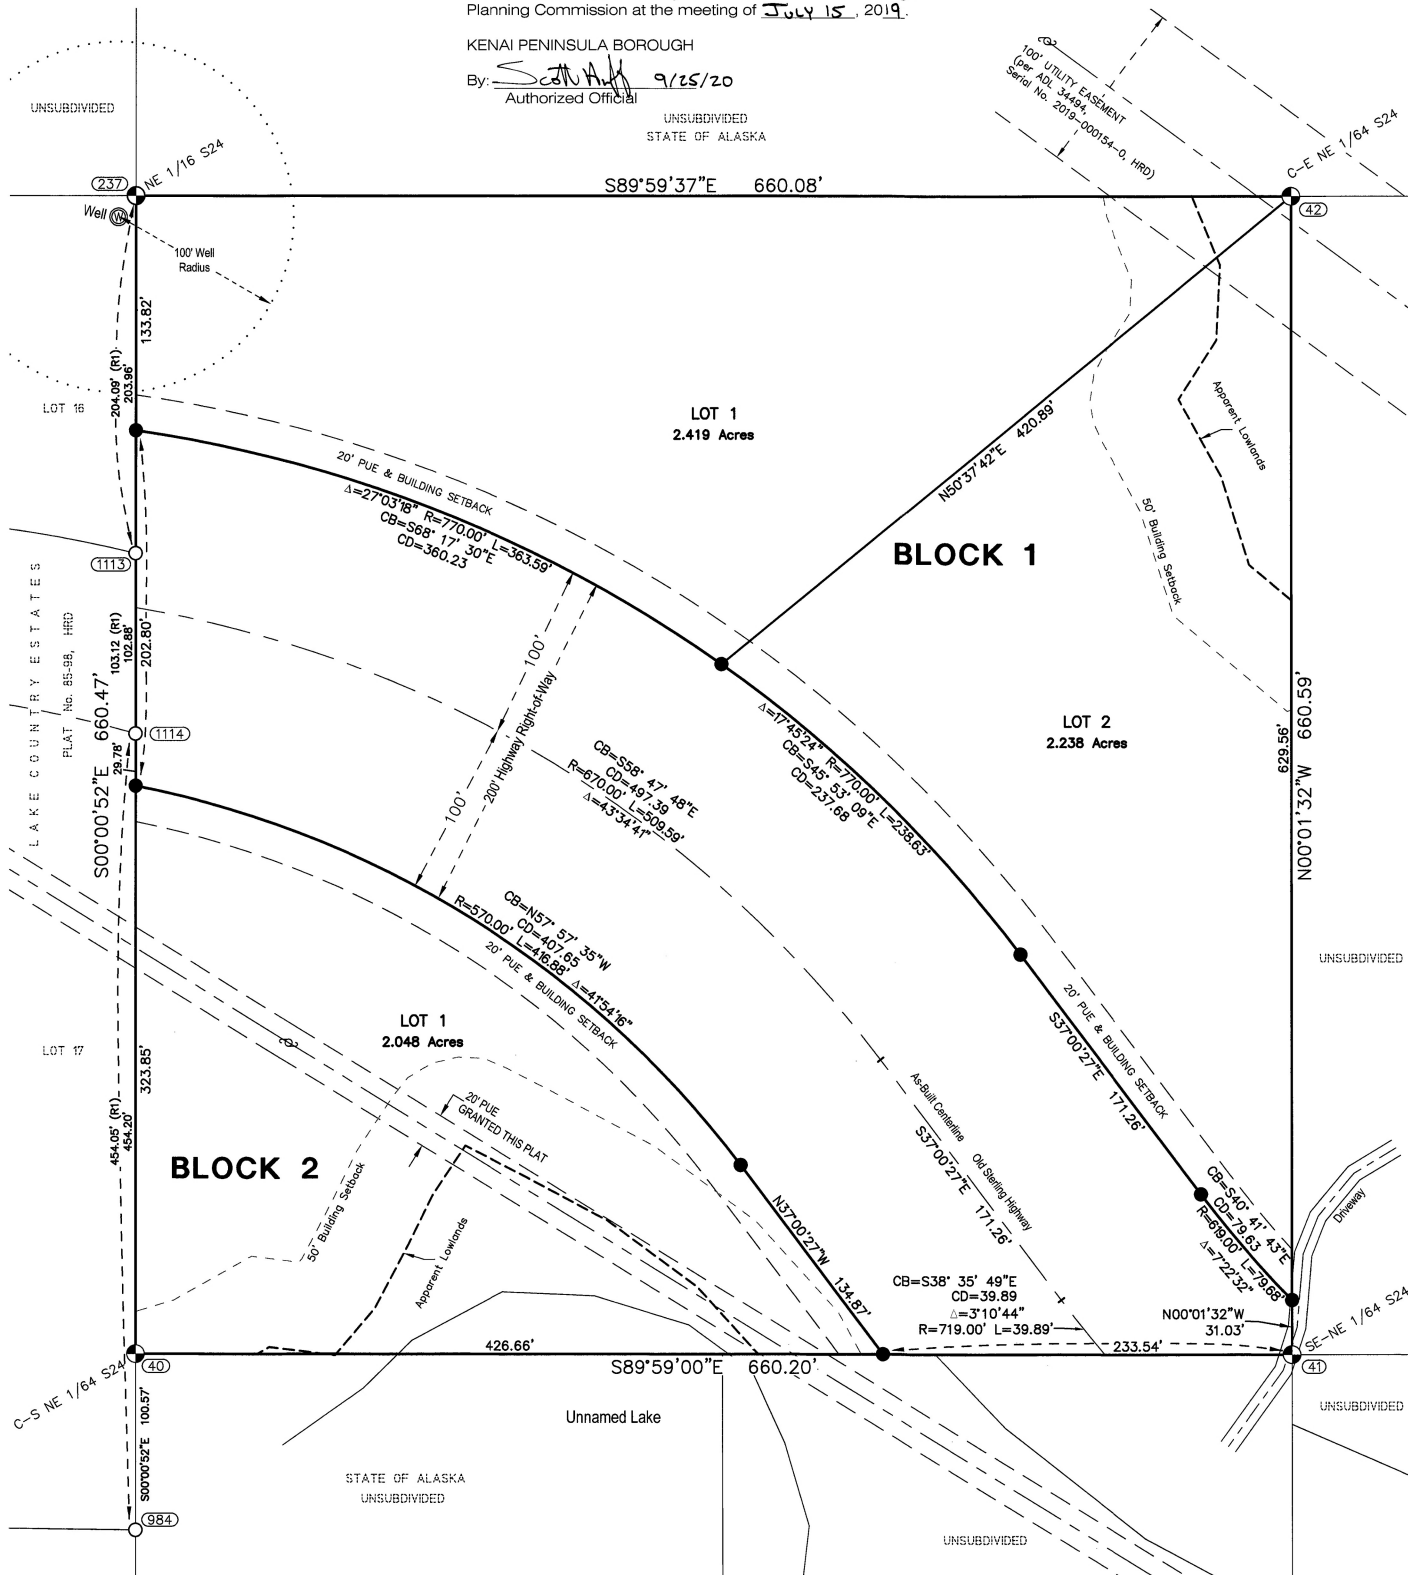 Planning Commission at the meeting of JULY 15, 2019.
KENAI PENINSULA BOROUGH
By: Scott Huff 9/25/20
Authorized Official
UNSUBDIVIDED
UNSUBDIVIDED
STATE OF ALASKA
100' UTILITY EASEMENT
(per ADL 34494,
Serial No. 2019-000154-0, HRD)
C-E NE 1/64 S24
NE 1/16 S24
237
S89°59'37"E 660.08'
42
Well W
100' Well
Radius
133.82'
204.09' (R1)
203.96'
LOT 16
LOT 1
2.419 Acres
N50°37'42"E 420.89'
Apparent Lowlands
50' Building Setback
20' PUE & BUILDING SETBACK
Δ=27°03'18" R=770.00' L=363.59'
CB=S68° 17' 30"E
CD=360.23
BLOCK 1
1113
LAKE COUNTRY ESTATES
PLAT No. 85-98, HRD
103.12 (R1)
102.88'
202.80'
S00°00'52"E 660.47'
1114
29.78'
100'
100'
200' Highway Right-of-Way
LOT 2
2.238 Acres
629.56'
N00°01'32"W 660.59'
CB=S58° 47' 48"E
CD=497.39
R=670.00' L=509.59'
Δ=43°34'41"
Δ=17°45'24" R=770.00' L=238.63'
CB=S45° 53' 09"E
CD=237.68
CB=N57° 57' 35"W
CD=407.65
R=570.00' L=416.88' Δ=41°54'16"
20' PUE & BUILDING SETBACK
UNSUBDIVIDED
20' PUE & BUILDING SETBACK
S37°00'27"E 171.26'
LOT 1
2.048 Acres
LOT 17
323.85'
454.05' (R1)
454.20'
20' PUE
GRANTED THIS PLAT
As-Built Centerline
Old Sterling Highway
S37°00'27"E 171.26'
BLOCK 2
50' Building Setback
Apparent Lowlands
N37°00'27"W 134.87'
CB=S40° 41' 43"E
CD=79.63
R=619.00' L=79.68'
Δ=7°22'32"
Driveway
CB=S38° 35' 49"E
CD=39.89
Δ=3°10'44"
R=719.00' L=39.89'
N00°01'32"W
31.03'
SE-NE 1/64 S24
426.66'
233.54'
40
S89°59'00"E 660.20'
41
C-S NE 1/64 S24
S00°00'52"E 100.57'
Unnamed Lake
UNSUBDIVIDED
STATE OF ALASKA
UNSUBDIVIDED
984
UNSUBDIVIDED